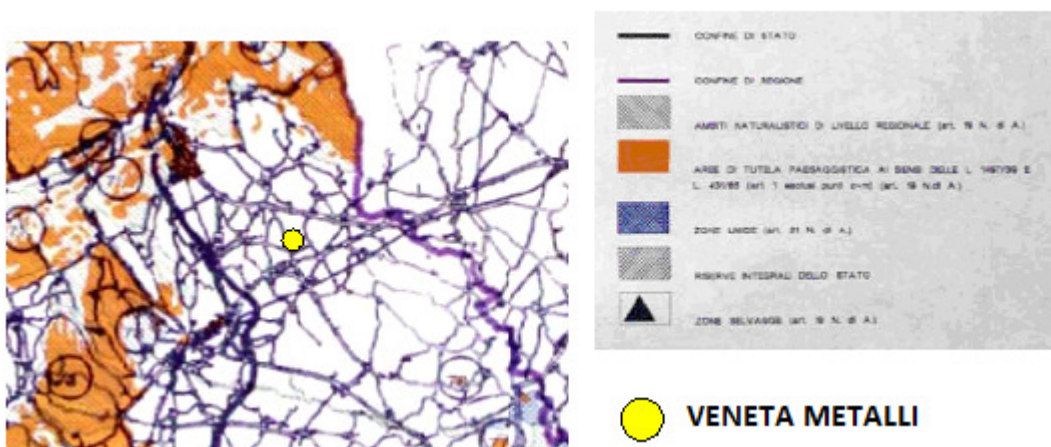 CONFINE DI STATO
CONFINE DI REGIONE
AMBITI NATURALISTICI DI LIVELLO REGIONALE (art. 19 N. di A.)
AREE DI TUTELA PAESAGGISTICA AI SENSI DELLE L. 1497/39 E
L. 431/85 (art. 1 esclusi punti) (art. 19 N.di A.)
ZONE UMIDE (art. 21 N. di A.)
RISERVE INTEGRALI DELLO STATO
ZONE SELVAGGE (art. 19 N. di A.)
VENETA METALLI